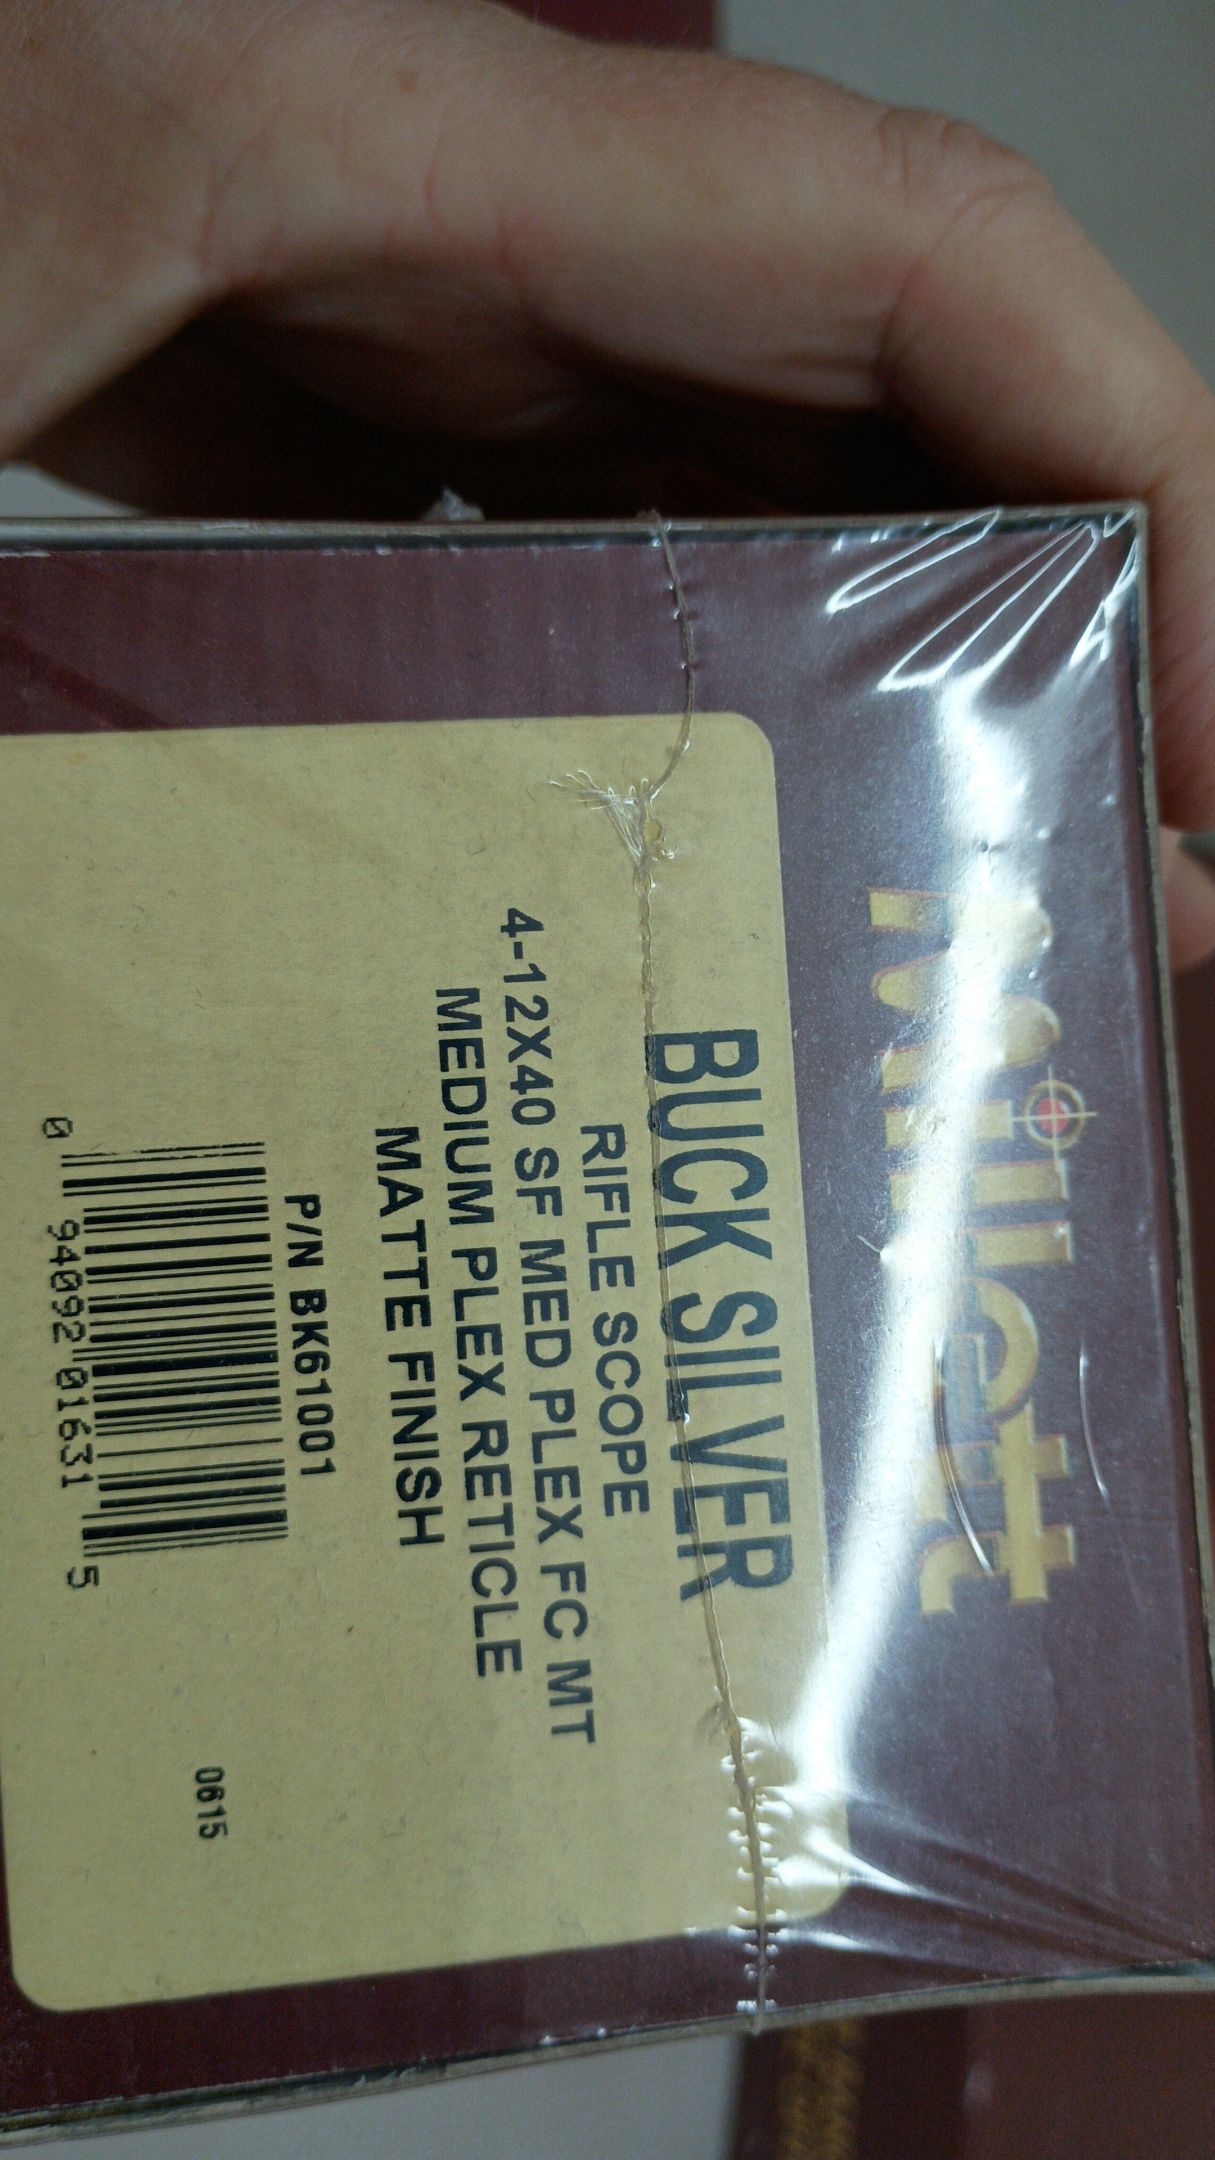 Millett
BUCK SILVER
RIFLE SCOPE
4-12X40 SF MED PLEX FC MT
MEDIUM PLEX RETICLE
MATTE FINISH
P/N BK61001
0 94092 01631 5
0615